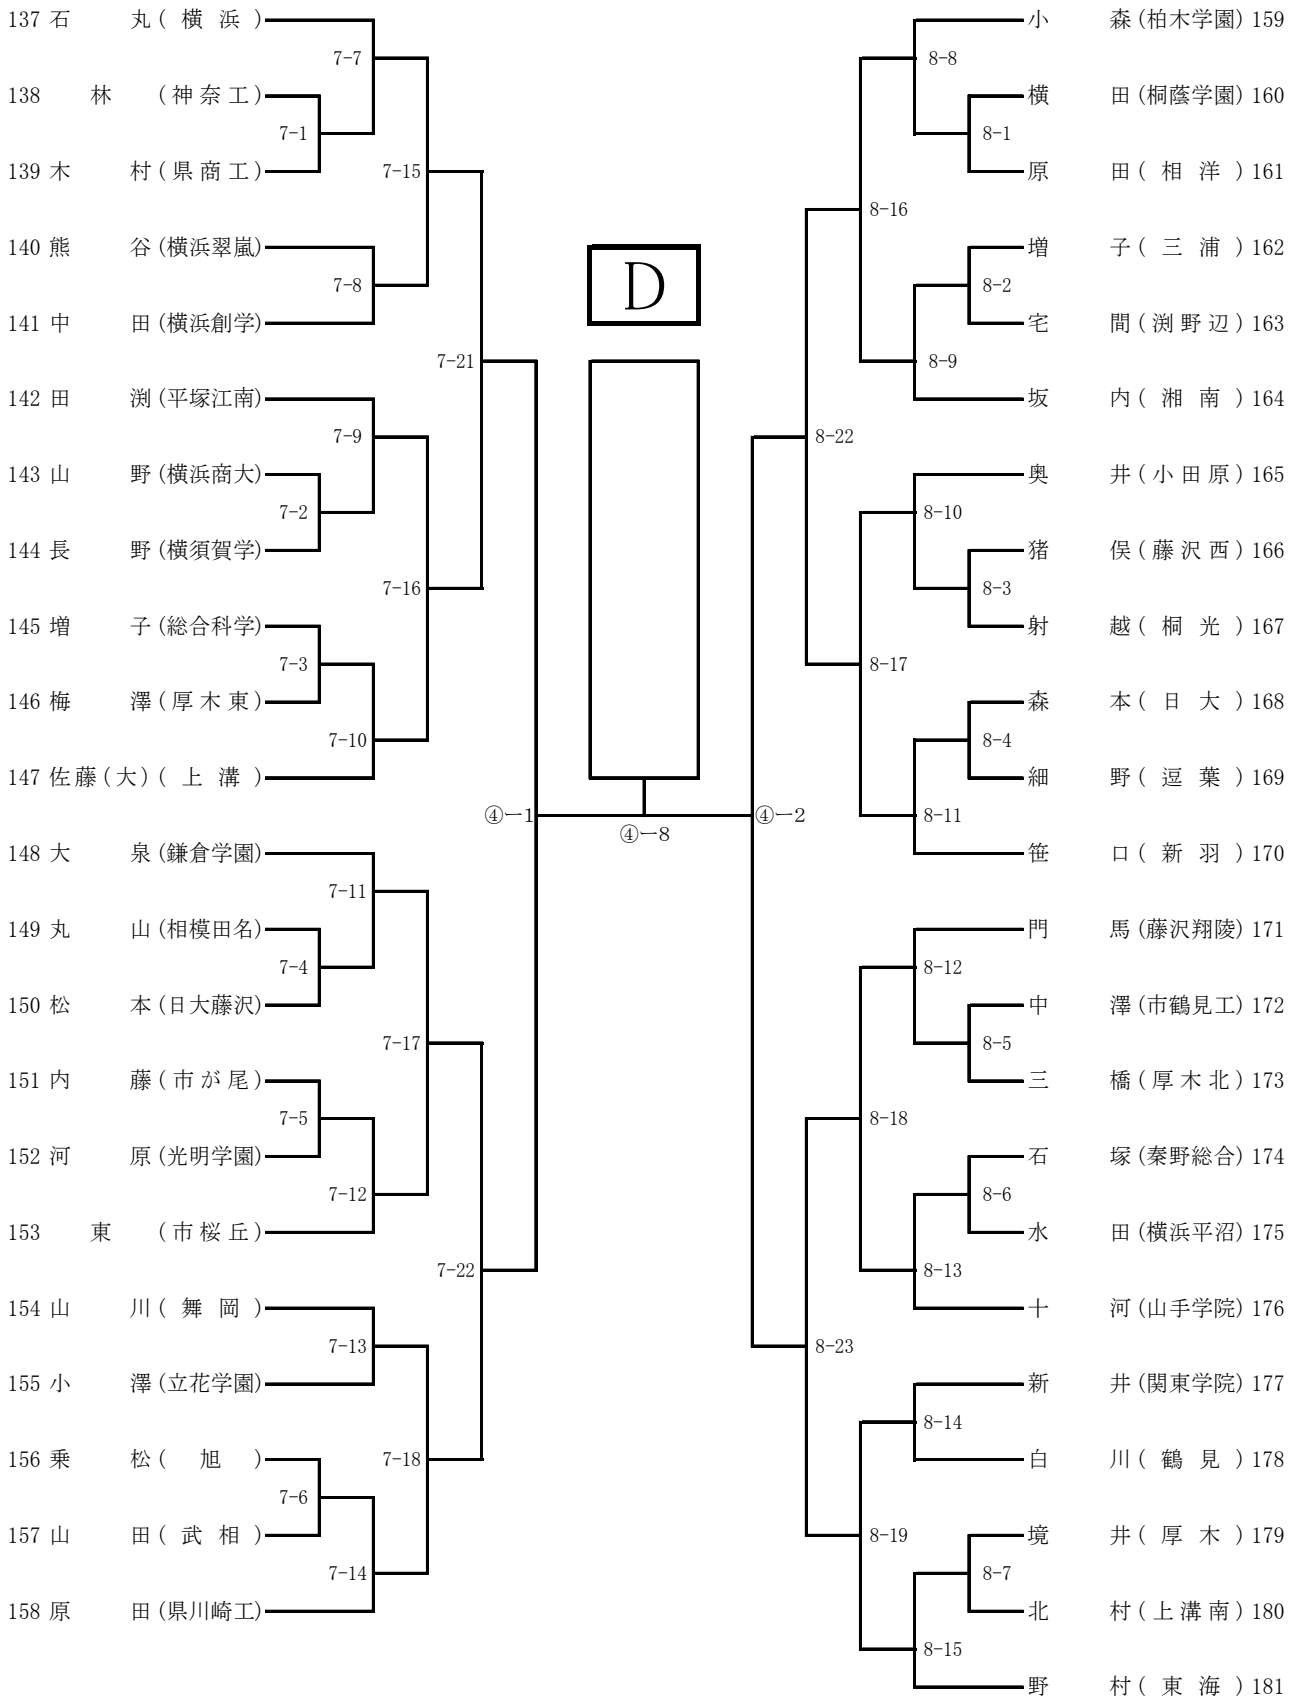 137 石丸(横浜)
7-7
138 林(神奈工)
7-1
139 木村(県商工)
7-15
140 熊谷(横浜翠嵐)
7-8
141 中田(横浜創学)
7-21
142 田渕(平塚江南)
7-9
143 山野(横浜商大)
7-2
144 長野(横須賀学)
7-16
145 増子(総合科学)
7-3
146 梅澤(厚木東)
7-10
147 佐藤(大)(上溝)
④-1
148 大泉(鎌倉学園)
7-11
149 丸山(相模田名)
7-4
150 松本(日大藤沢)
7-17
151 内藤(市が尾)
7-5
152 河原(光明学園)
7-12
153 東(市桜丘)
7-22
154 山川(舞岡)
7-13
155 小澤(立花学園)
156 乗松(旭)
7-18
7-6
157 山田(武相)
7-14
158 原田(県川崎工)
D
④-8
小森(柏木学園) 159
8-8
横田(桐蔭学園) 160
8-1
原田(相洋) 161
8-16
増子(三浦) 162
8-2
宅間(渕野辺) 163
8-9
坂内(湘南) 164
8-22
奥井(小田原) 165
8-10
猪俣(藤沢西) 166
8-3
射越(桐光) 167
8-17
森本(日大) 168
8-4
細野(逗葉) 169
④-2
8-11
笹口(新羽) 170
門馬(藤沢翔陵) 171
8-12
中澤(市鶴見工) 172
8-5
三橋(厚木北) 173
8-18
石塚(秦野総合) 174
8-6
水田(横浜平沼) 175
8-13
十河(山手学院) 176
8-23
新井(関東学院) 177
8-14
白川(鶴見) 178
8-19
境井(厚木) 179
8-7
北村(上溝南) 180
8-15
野村(東海) 181